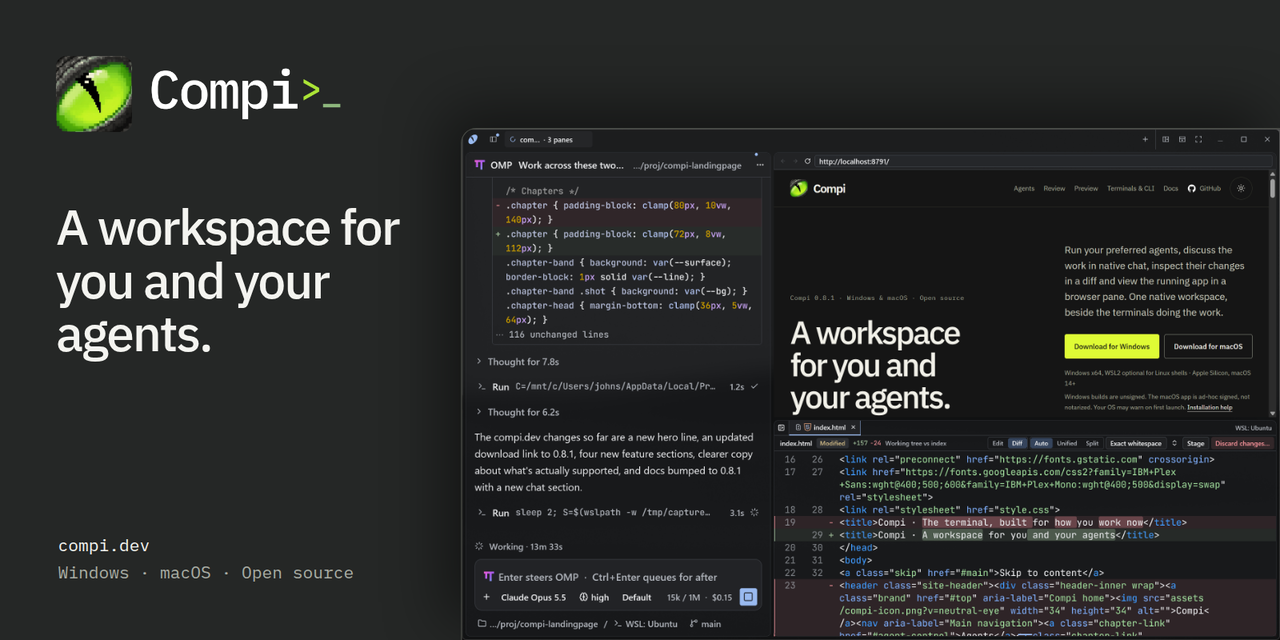 Compi>_
A workspace for
you and your
agents.
compi.dev
Windows · macOS · Open source
com... · 3 panes
OMP Work across these two... .../proj/compi-landingpage ...
/* Chapters */
- .chapter { padding-block: clamp(80px, 10vw,
140px); }
+ .chapter { padding-block: clamp(72px, 8vw,
112px); }
.chapter-band { background: var(--surface);
border-block: 1px solid var(--line); }
.chapter-band .shot { background: var(--bg); }
.chapter-head { margin-bottom: clamp(36px, 5vw,
64px); }
... 116 unchanged lines
> Thought for 7.8s
>_ Run C=/mnt/c/Users/johns/AppData/Local/Pr... 1.2s ✓
> Thought for 6.2s
The compi.dev changes so far are a new hero line, an updated
download link to 0.8.1, four new feature sections, clearer copy
about what's actually supported, and docs bumped to 0.8.1
with a new chat section.
>_ Run sleep 2; S=$(wslpath -w /tmp/capture... 3.1s
Working · 13m 33s
Enter steers OMP · Ctrl+Enter queues for after
+ Claude Opus 5.5 high Default 15k / 1M · $0.15
.../proj/compi-landingpage / >_ WSL: Ubuntu main
http://localhost:8791/
Compi Agents Review Preview Terminals & CLI Docs GitHub
Run your preferred agents, discuss the
work in native chat, inspect their changes
in a diff and view the running app in a
browser pane. One native workspace,
beside the terminals doing the work.
Compi 0.8.1 · Windows & macOS · Open source
A workspace
for you and
your agents.
Download for Windows Download for macOS
Windows x64, WSL2 optional for Linux shells · Apple Silicon, macOS
14+
Windows builds are unsigned. The macOS app is ad-hoc signed, not
notarized. Your OS may warn on first launch. Installation help
index.html × WSL: Ubuntu
index.html Modified +157 -24 Working tree vs index Edit Diff Auto Unified Split Exact whitespace Stage Discard changes...
16 26 <link rel="preconnect" href="https://fonts.gstatic.com" crossorigin>
17 27 <link href="https://fonts.googleapis.com/css2?family=IBM+Plex
+Sans:wght@400;500;600&family=IBM+Plex+Mono:wght@400;500&display=swap"
rel="stylesheet">
18 28 <link rel="stylesheet" href="style.css">
19 - <title>Compi · The terminal, built for how you work now</title>
29 + <title>Compi · A workspace for you and your agents</title>
20 30 </head>
21 31 <body>
22 32 <a class="skip" href="#main">Skip to content</a>
23 - <header class="site-header"><div class="header-inner wrap"><a
class="brand" href="#top" aria-label="Compi home"><img src="assets
/compi-icon.png?v=neutral-eye" width="34" height="34" alt="">Compi<
/a><nav aria-label="Main navigation"><a class="chapter-link"